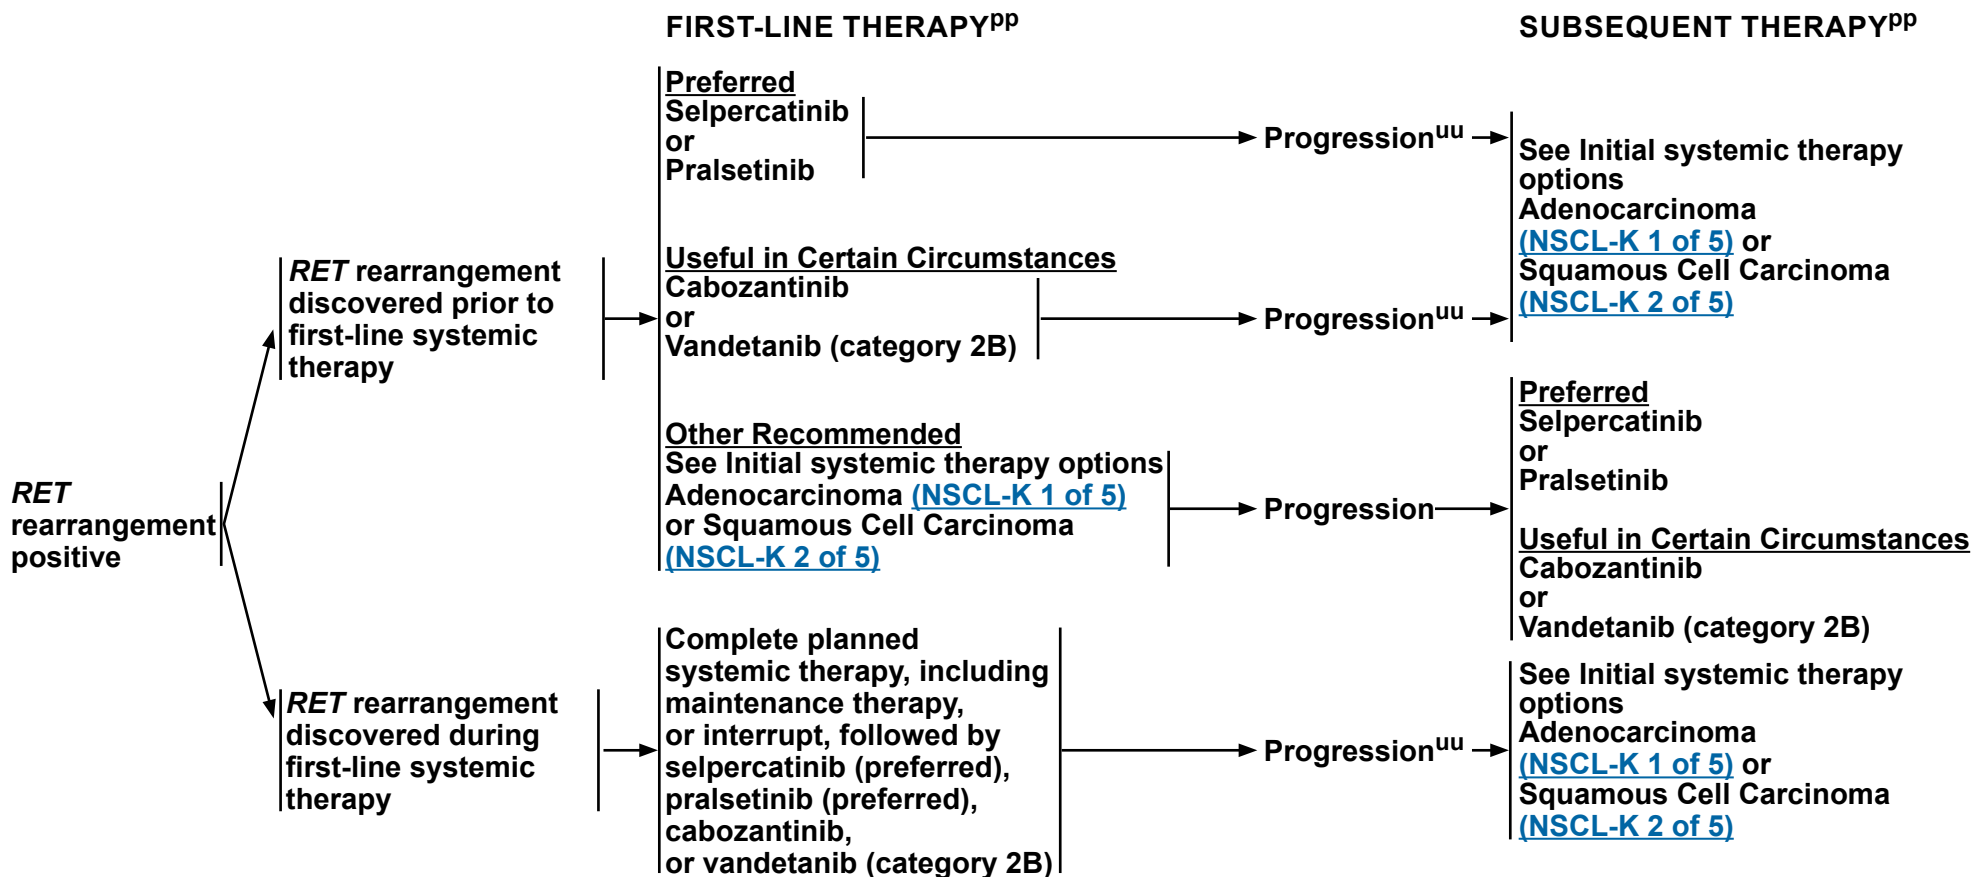 FIRST-LINE THERAPYpp
SUBSEQUENT THERAPYpp
RET
rearrangement
positive
RET rearrangement
discovered prior to
first-line systemic
therapy
Preferred
Selpercatinib
or
Pralsetinib
Progressionuu
Useful in Certain Circumstances
Cabozantinib
or
Vandetanib (category 2B)
Progressionuu
See Initial systemic therapy
options
Adenocarcinoma
(NSCL-K 1 of 5) or
Squamous Cell Carcinoma
(NSCL-K 2 of 5)
Other Recommended
See Initial systemic therapy options
Adenocarcinoma (NSCL-K 1 of 5)
or Squamous Cell Carcinoma
(NSCL-K 2 of 5)
Progression
Preferred
Selpercatinib
or
Pralsetinib
Useful in Certain Circumstances
Cabozantinib
or
Vandetanib (category 2B)
RET rearrangement
discovered during
first-line systemic
therapy
Complete planned
systemic therapy, including
maintenance therapy,
or interrupt, followed by
selpercatinib (preferred),
pralsetinib (preferred),
cabozantinib,
or vandetanib (category 2B)
Progressionuu
See Initial systemic therapy
options
Adenocarcinoma
(NSCL-K 1 of 5) or
Squamous Cell Carcinoma
(NSCL-K 2 of 5)